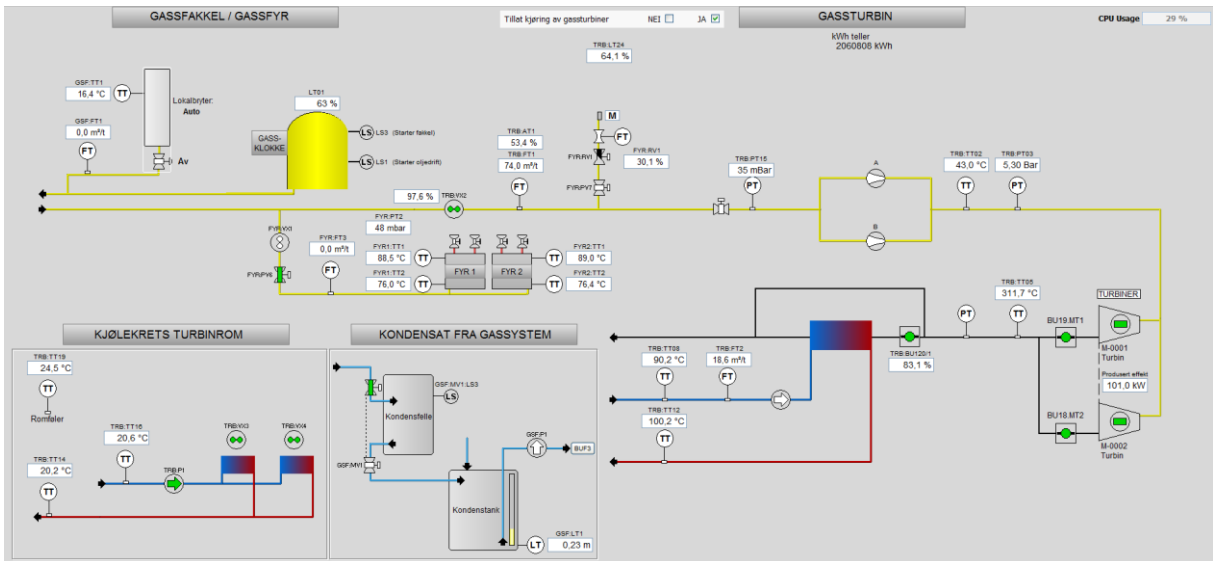 GASSFAKKEL / GASSFYR
Tillat kjøring av gassturbiner NEI JA
GASSTURBIN
CPU Usage 29 %
kWh teller
2060808 kWh
TRB:LT24
64,1 %
GSF:TT1
16,4 °C TT
Lokalbryter:
Auto
GSF:FT1
0,0 m³/t
FT
Av
LT01
63 %
GASS-
KLOKKE
LS LS3 (Starter fakkel)
LS LS1 (Starter oljedrift)
M
FT
FYR:RV1
FYR:RV1
30,1 %
FYR:PV7
TRB:AT1
53,4 %
TRB:FT1
74,0 m³/t
FT
97,6 % TRB:VX2
TRB:PT15
35 mBar
PT
A
B
TRB:TT02
43,0 °C
TT
TRB:PT03
5,30 Bar
PT
FYR:PT2
48 mbar
FYR:FT3
0,0 m³/t
FT
FYR:PV6
FYR1:TT1
88,5 °C TT
FYR1:TT2
76,0 °C TT
FYR.1
FYR.2
FYR2:TT1
TT 89,0 °C
FYR2:TT2
TT 76,4 °C
TRB:TT05
311,7 °C
PT
TT
TURBINER
BU19.MT1
M-0001
Turbin
Produsert effekt
101,0 kW
BU18.MT2
M-0002
Turbin
TRB:BU120/1
83,1 %
TRB:TT08
90,2 °C
TT
TRB:FT2
18,6 m³/t
FT
TRB:TT12
100,2 °C
TT
KJØLEKRETS TURBINROM
TRB:TT19
24,5 °C
TT
Romføler
TRB:TT16
20,6 °C
TT
TRB:P1
TRB:VX3
TRB:VX4
TRB:TT14
20,2 °C
TT
KONDENSAT FRA GASSYSTEM
GSF:MV1:LS3
LS
Kondensfelle
GSF:MV1
GSF:P1
BUF3
Kondenstank
GSF:LT1
LT 0,23 m